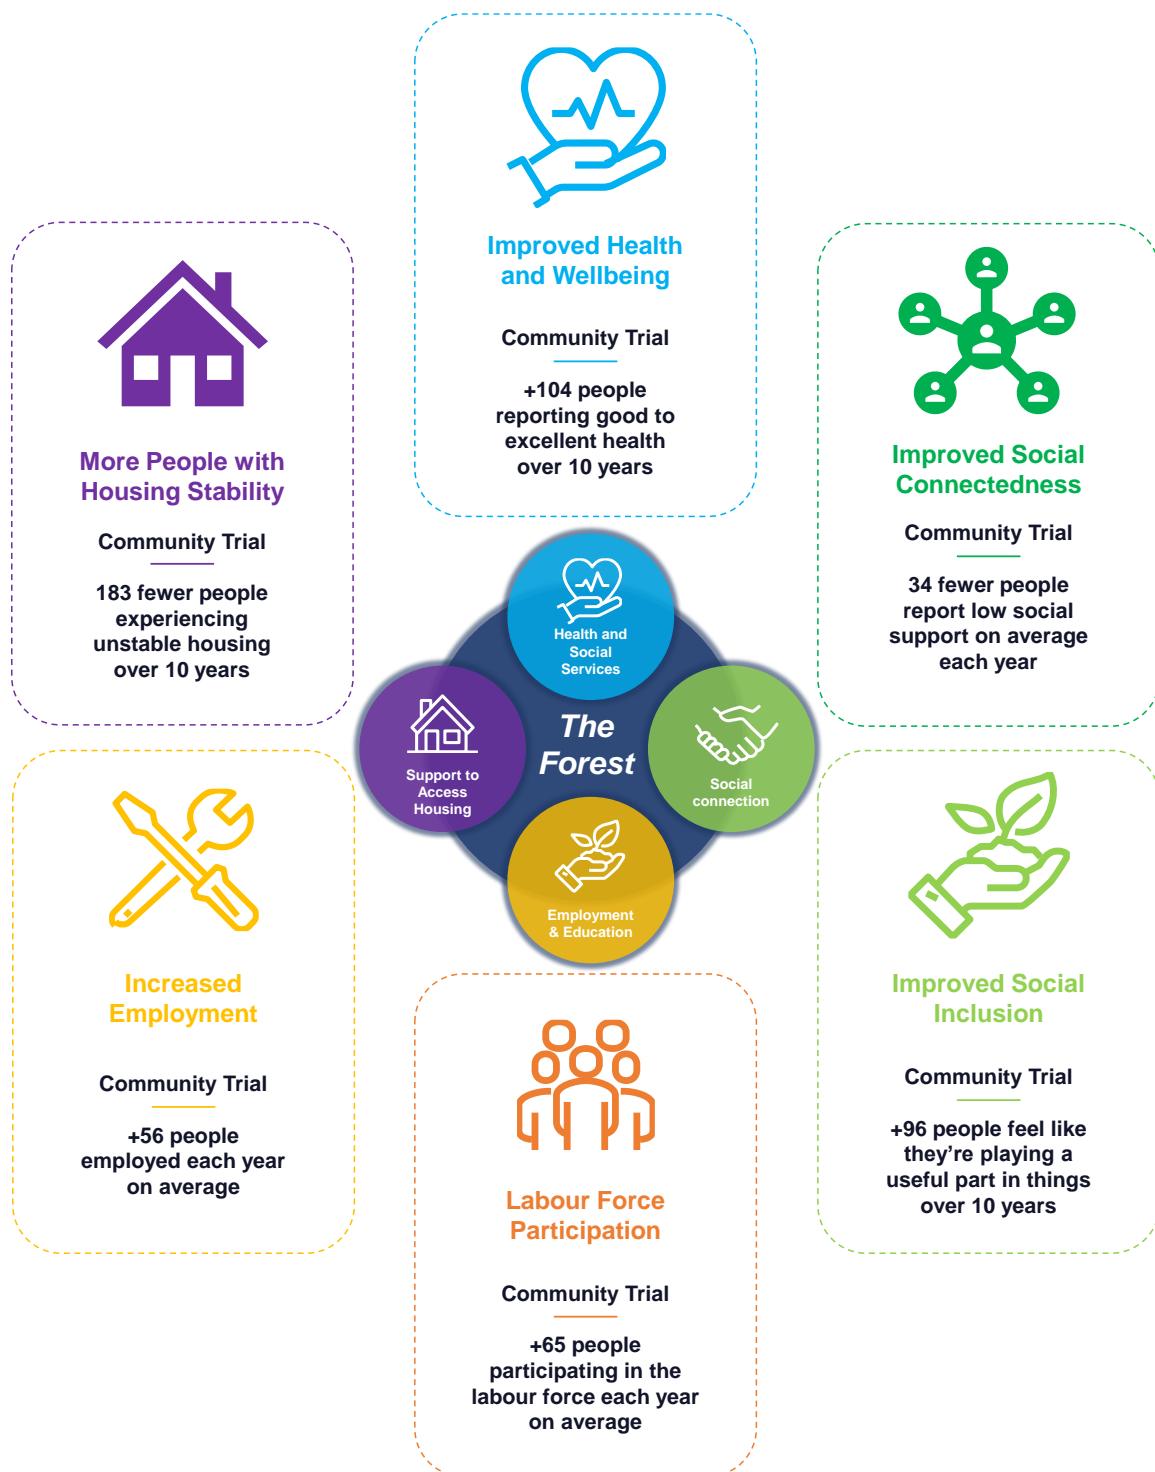 Improved Health
and Wellbeing
Community Trial
+104 people
reporting good to
excellent health
over 10 years
More People with
Housing Stability
Community Trial
183 fewer people
experiencing
unstable housing
over 10 years
Improved Social
Connectedness
Community Trial
34 fewer people
report low social
support on average
each year
Health and
Social
Services
Support to
Access
Housing
The
Forest
Social
connection
Employment
& Education
Increased
Employment
Community Trial
+56 people
employed each year
on average
Improved Social
Inclusion
Community Trial
+96 people feel like
they’re playing a
useful part in things
over 10 years
Labour Force
Participation
Community Trial
+65 people
participating in the
labour force each year
on average